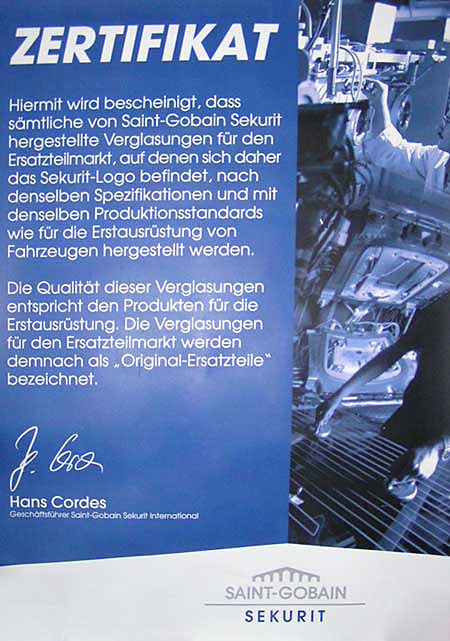 ZERTIFIKAT
Hiermit wird bescheinigt, dass
sämtliche von Saint-Gobain Sekurit
hergestellte Verglasungen für den
Ersatzteilmarkt, auf denen sich daher
das Sekurit-Logo befindet, nach
denselben Spezifikationen und mit
denselben Produktionsstandards
wie für die Erstausrüstung von
Fahrzeugen hergestellt werden.
Die Qualität dieser Verglasungen
entspricht den Produkten für die
Erstausrüstung. Die Verglasungen
für den Ersatzteilmarkt werden
demnach als „Original-Ersatzteile“
bezeichnet.
Hans Cordes
Geschäftsführer Saint-Gobain Sekurit International
SAINT-GOBAIN
SEKURIT